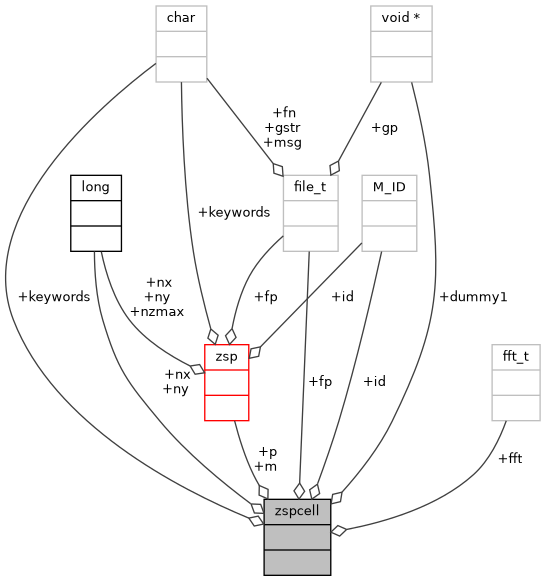 char
void *
+fn
+gstr
+msg
+gp
long
file_t
M_ID
+keywords
+nx
+ny
+nzmax
+keywords
+fp
+id
+dummy1
zsp
fft_t
+nx
+ny
+fp
+id
+p
+m
+fft
zspcell